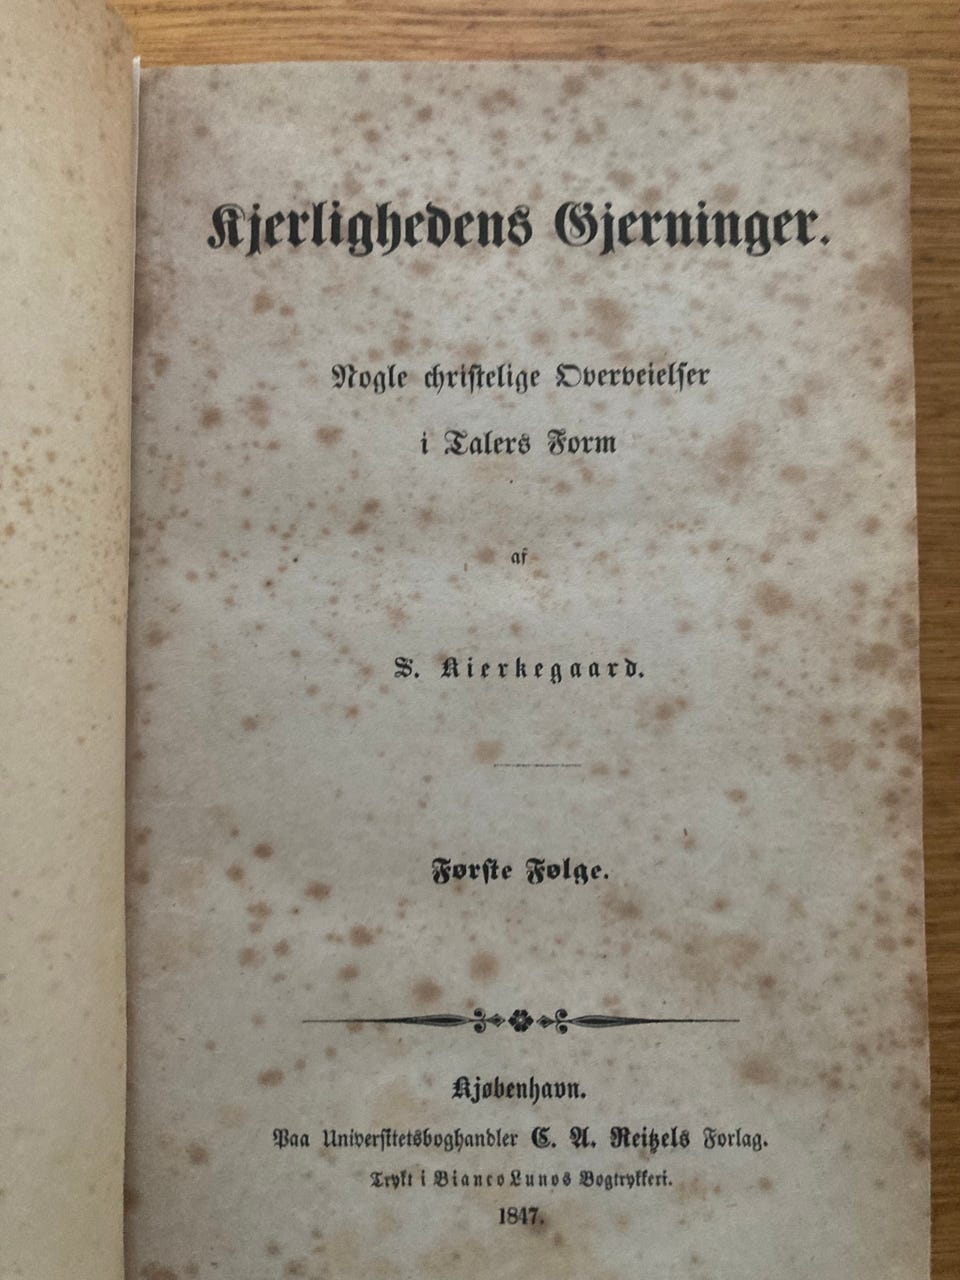 Kjerlighedens Gjerninger.
Nogle christelige Overveielser
i Talers Form
af
S. Kierkegaard.
Første Følge.
Kjøbenhavn.
Paa Universitetsboghandler C. A. Reitzels Forlag.
Trykt i Bianco Lunos Bogtrykkeri.
1847.